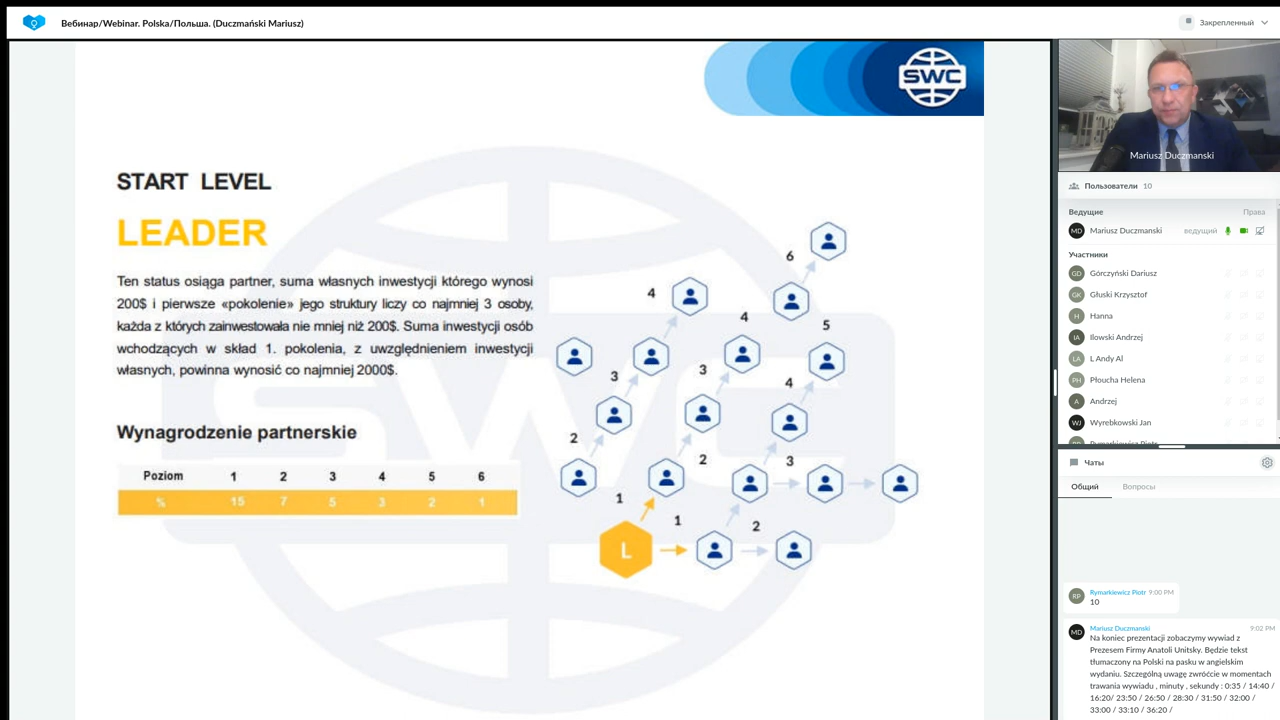 Вебинар/Webinar. Polska/Польша. (Duczmański Mariusz)
Закрепленный
SWC
START LEVEL
LEADER
Ten status osiąga partner, suma własnych inwestycji którego wynosi
200$ i pierwsze «pokolenie» jego struktury liczy co najmniej 3 osoby,
każda z których zainwestowała nie mniej niż 200$. Suma inwestycji osób
wchodzących w skład 1. pokolenia, z uwzględnieniem inwestycji
własnych, powinna wynosić co najmniej 2000$.
Wynagrodzenie partnerskie
Poziom 1 2 3 4 5 6
% 15 7 5 3 2 1
6
4
4
5
3
3
4
2
2
3
1
1
2
L
Mariusz Duczmanski
Пользователи 10
Ведущие Права
MD Mariusz Duczmanski ведущий
Участники
GD Górczyński Dariusz
GK Głuski Krzysztof
H Hanna
IA Ilowski Andrzej
LA L Andy Al
PH Płoucha Helena
A Andrzej
WJ Wyrębkowski Jan
RP Rymarkiewicz Piotr
Чаты
Общий Вопросы
RP Rymarkiewicz Piotr 9:00 PM
10
MD Mariusz Duczmanski 9:02 PM
Na koniec prezentacji zobaczymy wywiad z
Prezesem Firmy Anatoli Unitsky. Będzie tekst
tłumaczony na Polski na pasku w angielskim
wydaniu. Szczególną uwagę zwróćcie w momentach
trawania wywiadu , minuty , sekundy : 0:35 / 14:40 /
16:20/ 23:50 / 26:50 / 28:30 / 31:50 / 32:00 /
33:00 / 33:10 / 36:20 /